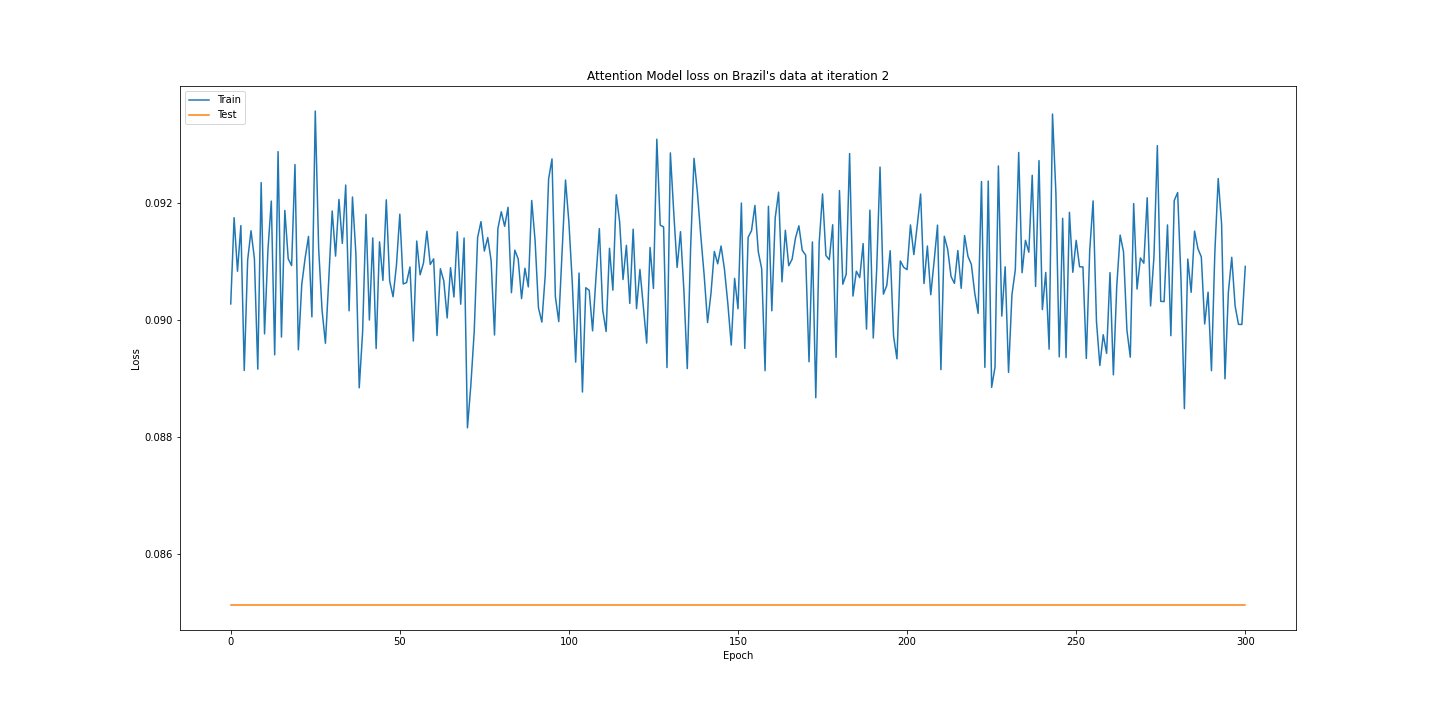 Attention Model loss on Brazil's data at iteration 2
Train
Test
0.092
0.090
0.088
0.086
Loss
0
50
100
150
200
250
300
Epoch